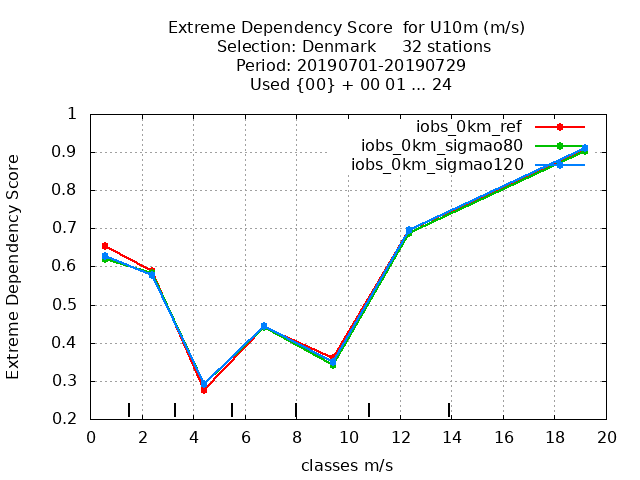 Extreme Dependency Score  for U10m (m/s)
Selection: Denmark     32 stations
Period: 20190701-20190729
Used {00} + 00 01 ... 24
Extreme Dependency Score
1
0.9
0.8
0.7
0.6
0.5
0.4
0.3
0.2
iobs_0km_ref
iobs_0km_sigmao80
iobs_0km_sigmao120
0 2 4 6 8 10 12 14 16 18 20
classes m/s